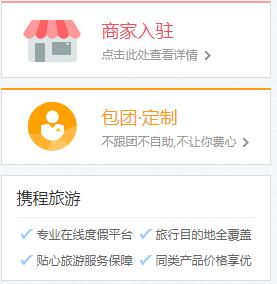 商家入驻
点击此处查看详情
包团·定制
不跟团不自助,不让你费心
携程旅游
专业在线度假平台 旅行目的地全覆盖
贴心旅游服务保障 同类产品价格享优